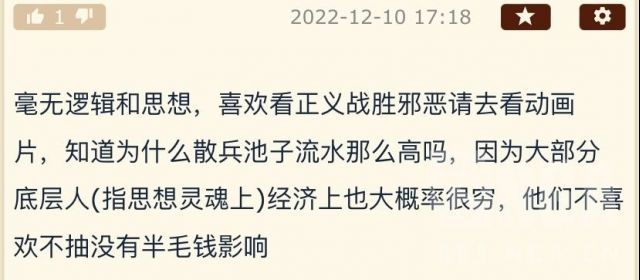 1
2022-12-10 17:18
毫无逻辑和思想，喜欢看正义战胜邪恶请去看动画
片，知道为什么散兵池子流水那么高吗，因为大部分
底层人(指思想灵魂上)经济上也大概率很穷，他们不喜
欢不抽没有半毛钱影响